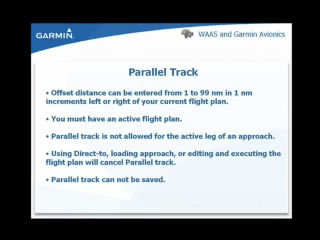 GARMIN
WAAS and Garmin Avionics
Parallel Track
• Offset distance can be entered from 1 to 99 nm in 1 nm
increments left or right of your current flight plan.
• You must have an active flight plan.
• Parallel track is not allowed for the active leg of an approach.
• Using Direct-to, loading approach, or editing and executing the
flight plan will cancel Parallel track.
• Parallel track can not be saved.